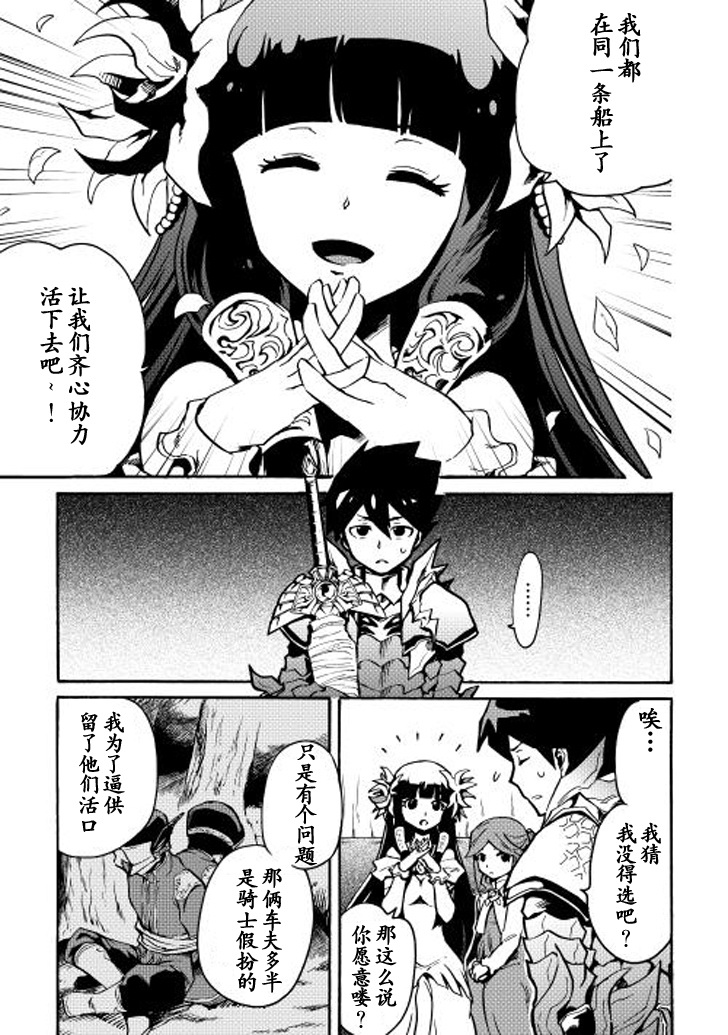 我们都
在同一条船上了
让我们齐心协力
活下去吧~！
……
唉…
我猜
我没得选吧？
那这么说
你愿意喽？
只是有个问题
那俩车夫多半
是骑士假扮的
我为了逼供
留了他们活口